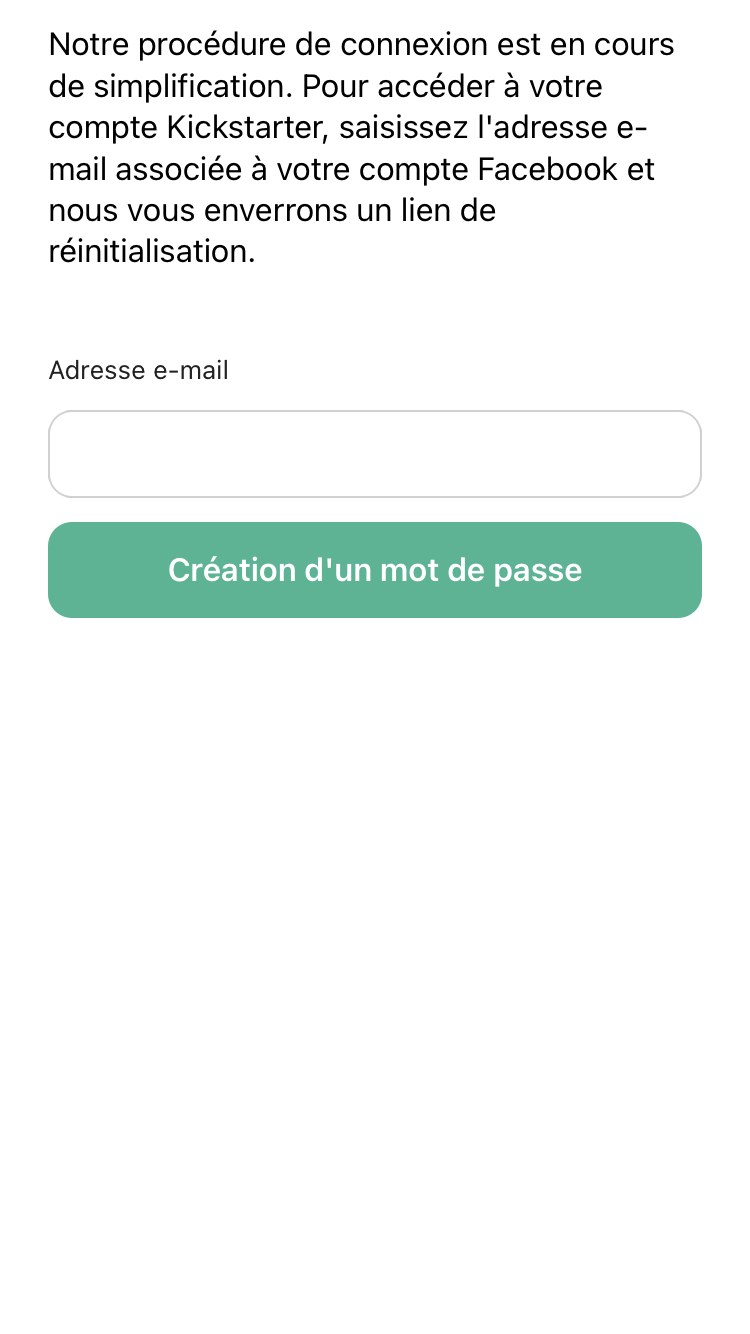 Notre procédure de connexion est en cours
de simplification. Pour accéder à votre
compte Kickstarter, saisissez l'adresse e-
mail associée à votre compte Facebook et
nous vous enverrons un lien de
réinitialisation.
Adresse e-mail
Création d'un mot de passe